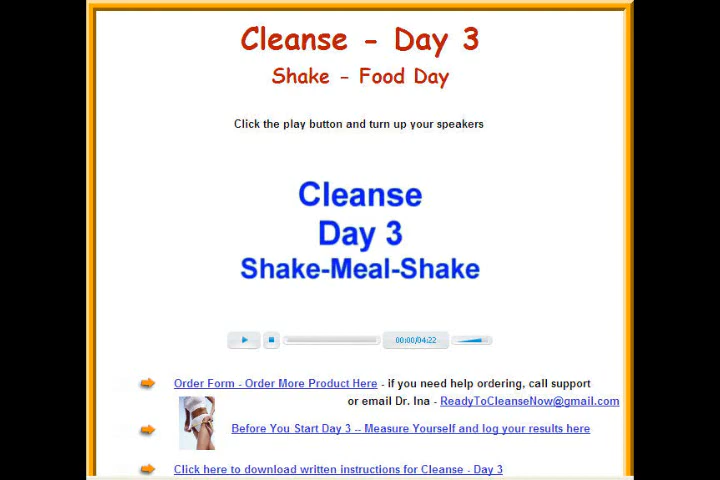 Cleanse - Day 3
Shake - Food Day
Click the play button and turn up your speakers
Cleanse
Day 3
Shake-Meal-Shake
00:00/04:22
Order Form - Order More Product Here - if you need help ordering, call support
or email Dr. Ina - ReadyToCleanseNow@gmail.com
Before You Start Day 3 -- Measure Yourself and log your results here
Click here to download written instructions for Cleanse - Day 3